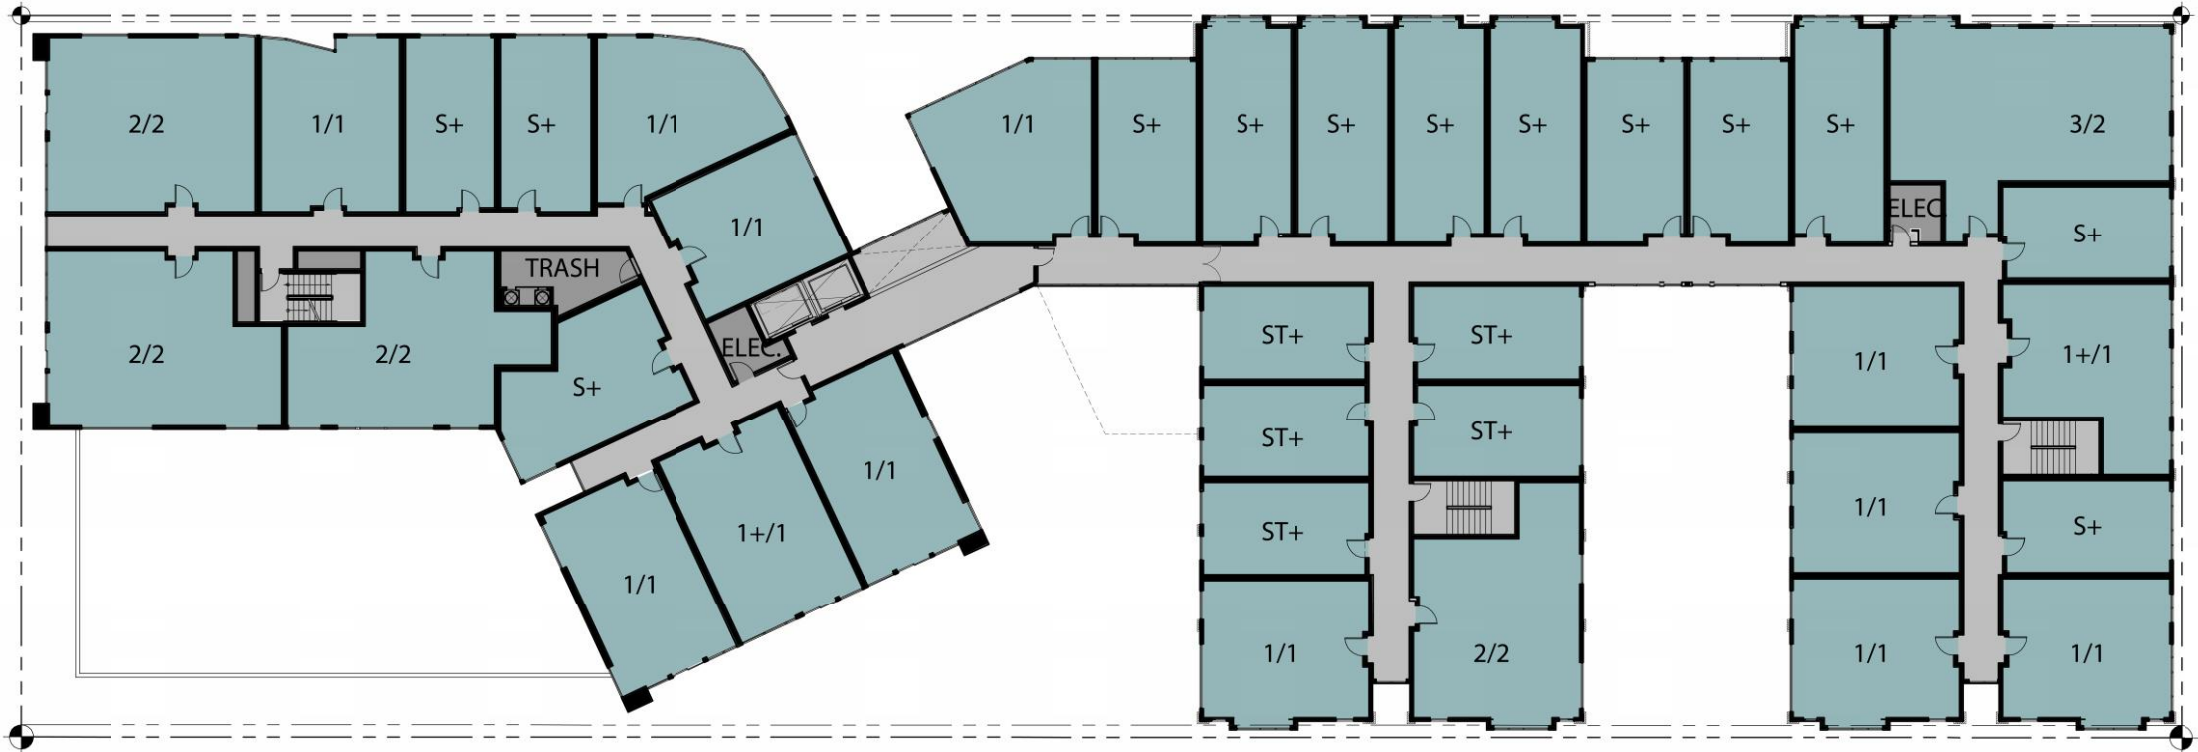 2/2
1/1
S+
S+
1/1
1/1
S+
S+
S+
S+
S+
S+
S+
S+
3/2
ELEC.
1/1
S+
TRASH
2/2
2/2
S+
ELEC.
ST+
ST+
1/1
1+/1
ST+
ST+
1/1
1+/1
1/1
ST+
1/1
S+
1/1
1/1
2/2
1/1
1/1